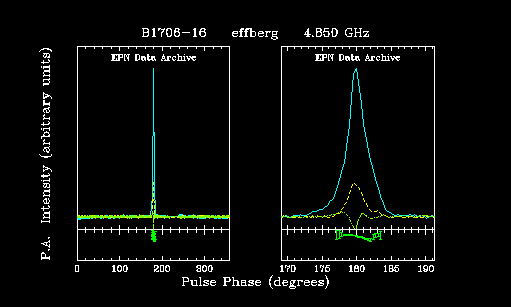 B1706-16 effberg 4.850 GHz
EPN Data Archive
EPN Data Archive
P.A. Intensity (arbitrary units)
0 100 200 300
170 175 180 185 190
Pulse Phase (degrees)